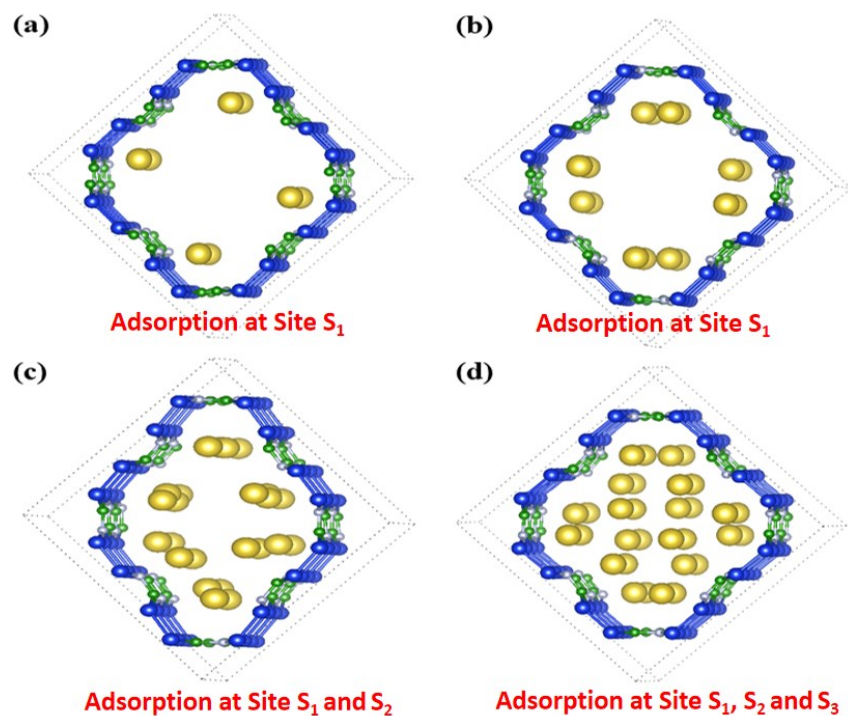 (a)
Adsorption at Site S₁
(b)
Adsorption at Site S₁
(c)
Adsorption at Site S₁ and S₂
(d)
Adsorption at Site S₁, S₂ and S₃